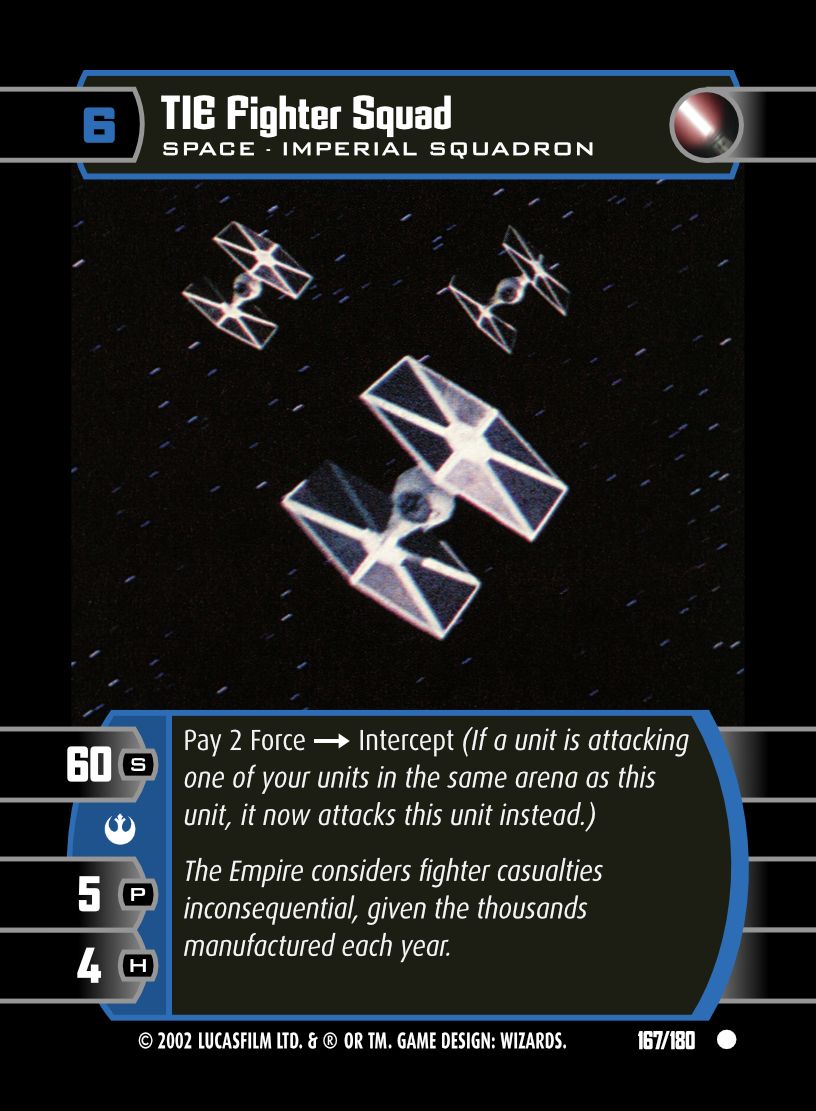 6
TIE Fighter Squad
SPACE - IMPERIAL SQUADRON
60 S
5 P
4 H
Pay 2 Force → Intercept (If a unit is attacking
one of your units in the same arena as this
unit, it now attacks this unit instead.)
The Empire considers fighter casualties
inconsequential, given the thousands
manufactured each year.
© 2002 LUCASFILM LTD. & ® OR TM. GAME DESIGN: WIZARDS.
167/180